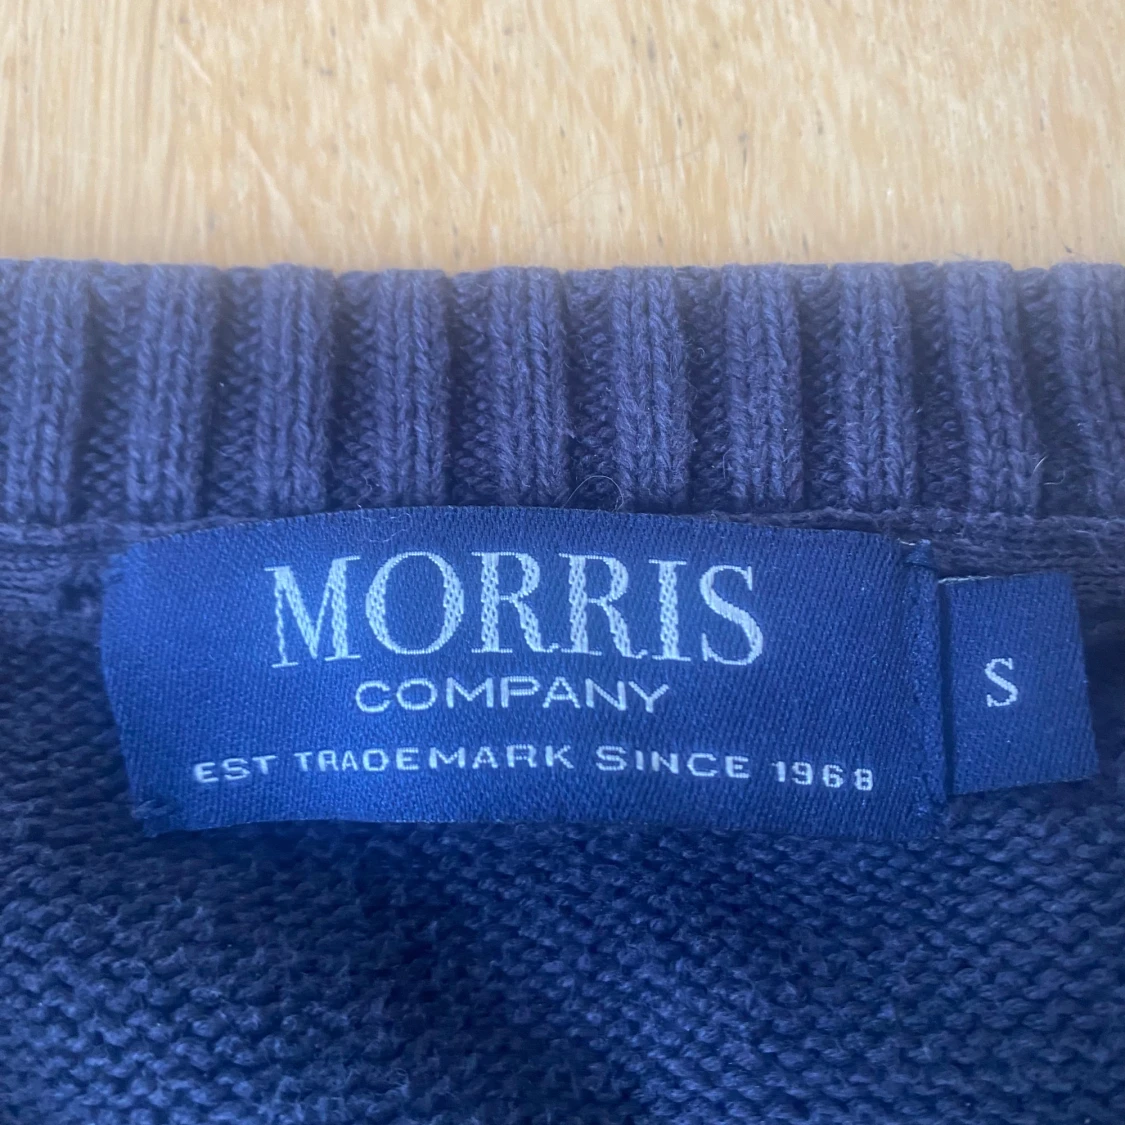 MORRIS
COMPANY
EST TRADEMARK SINCE 1968
S